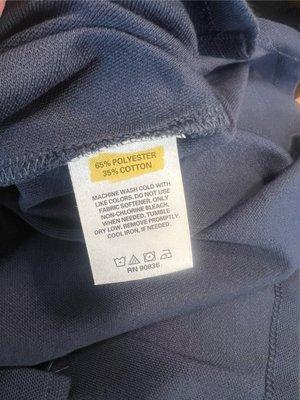 65% POLYESTER
35% COTTON
MACHINE WASH COLD WITH
LIKE COLORS. DO NOT USE
FABRIC SOFTENER. ONLY
NON-CHLORINE BLEACH,
WHEN NEEDED. TUMBLE
DRY LOW. REMOVE PROMPTLY.
COOL IRON, IF NEEDED.
RN 90836